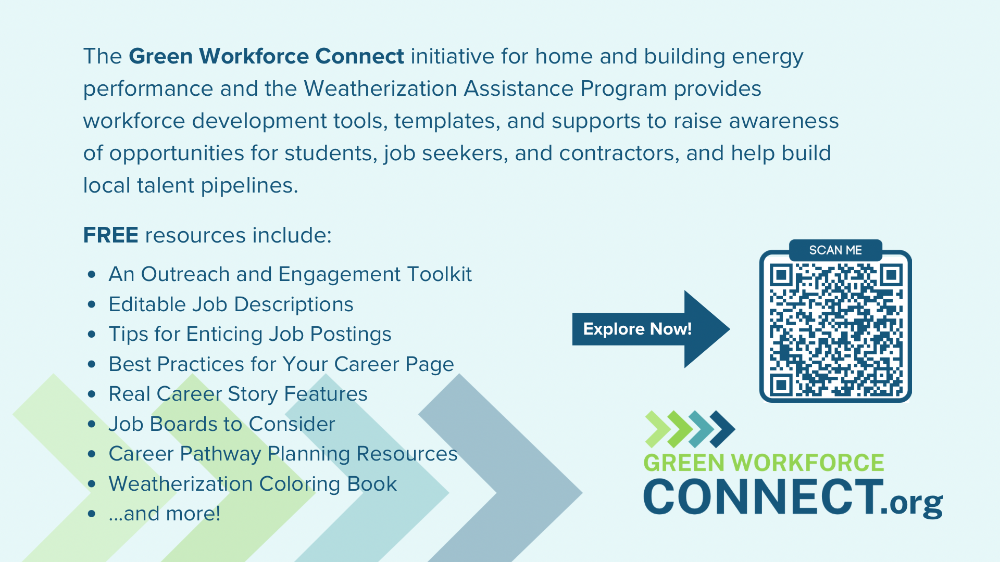 The Green Workforce Connect initiative for home and building energy
performance and the Weatherization Assistance Program provides
workforce development tools, templates, and supports to raise awareness
of opportunities for students, job seekers, and contractors, and help build
local talent pipelines.
FREE resources include:
• An Outreach and Engagement Toolkit
• Editable Job Descriptions
• Tips for Enticing Job Postings
• Best Practices for Your Career Page
• Real Career Story Features
• Job Boards to Consider
• Career Pathway Planning Resources
• Weatherization Coloring Book
• ...and more!
SCAN ME
Explore Now!
GREEN WORKFORCE
CONNECT.org